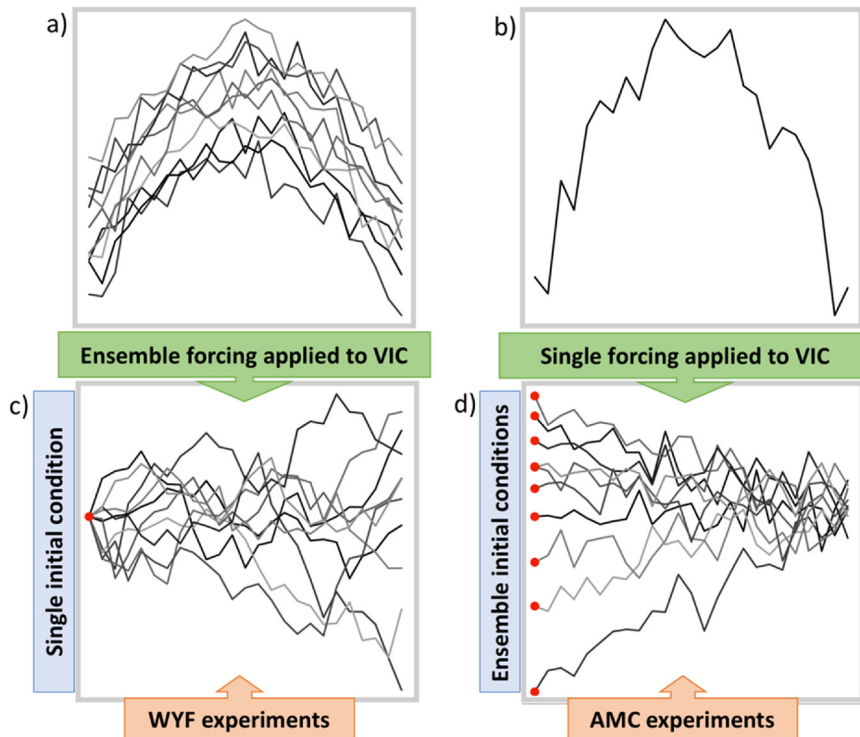 a)
b)
Ensemble forcing applied to VIC
Single forcing applied to VIC
c)
Single initial condition
d)
Ensemble initial conditions
WYF experiments
AMC experiments